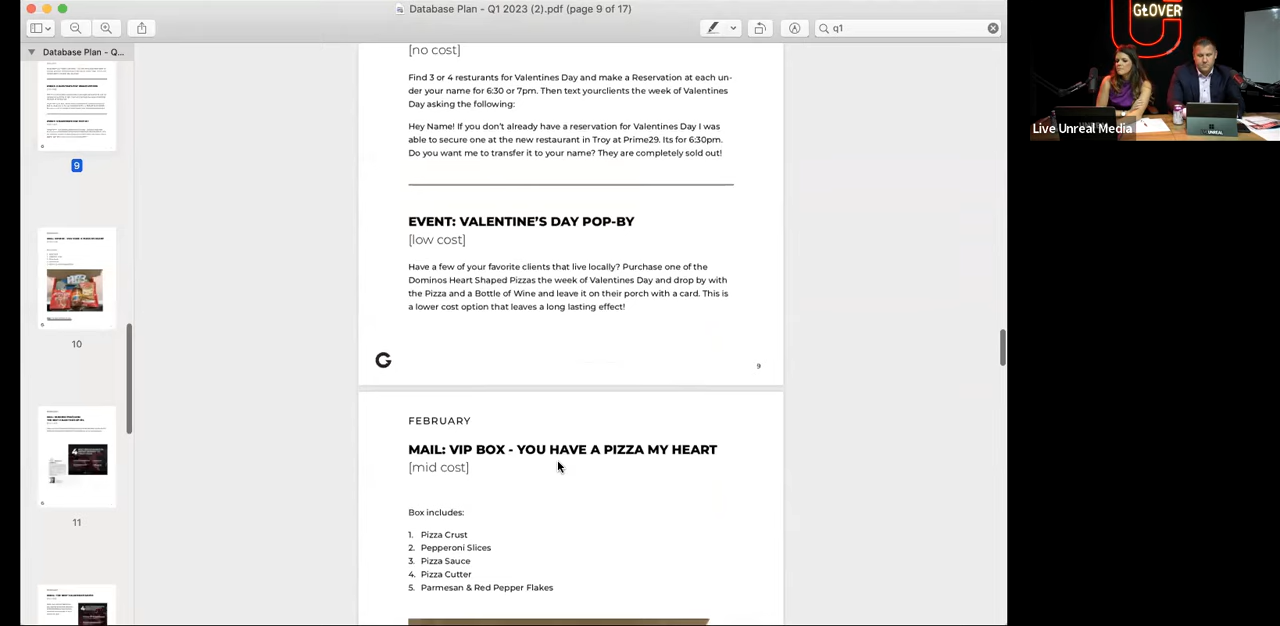 Database Plan - Q1 2023 (2).pdf (page 9 of 17)
q1
Database Plan - Q...
9
10
11
[no cost]
Find 3 or 4 resturants for Valentines Day and make a Reservation at each un-
der your name for 6:30 or 7pm. Then text yourclients the week of Valentines
Day asking the following:
Hey Name! If you don't already have a reservation for Valentines Day I was
able to secure one at the new restaurant in Troy at Prime29. Its for 6:30pm.
Do you want me to transfer it to your name? They are completely sold out!
EVENT: VALENTINE'S DAY POP-BY
[low cost]
Have a few of your favorite clients that live locally? Purchase one of the
Dominos Heart Shaped Pizzas the week of Valentines Day and drop by with
the Pizza and a Bottle of Wine and leave it on their porch with a card. This is
a lower cost option that leaves a long lasting effect!
G
9
FEBRUARY
MAIL: VIP BOX - YOU HAVE A PIZZA MY HEART
[mid cost]
Box includes:
1. Pizza Crust
2. Pepperoni Slices
3. Pizza Sauce
4. Pizza Cutter
5. Parmesan & Red Pepper Flakes
GLOVER
Live Unreal Media
UNREAL